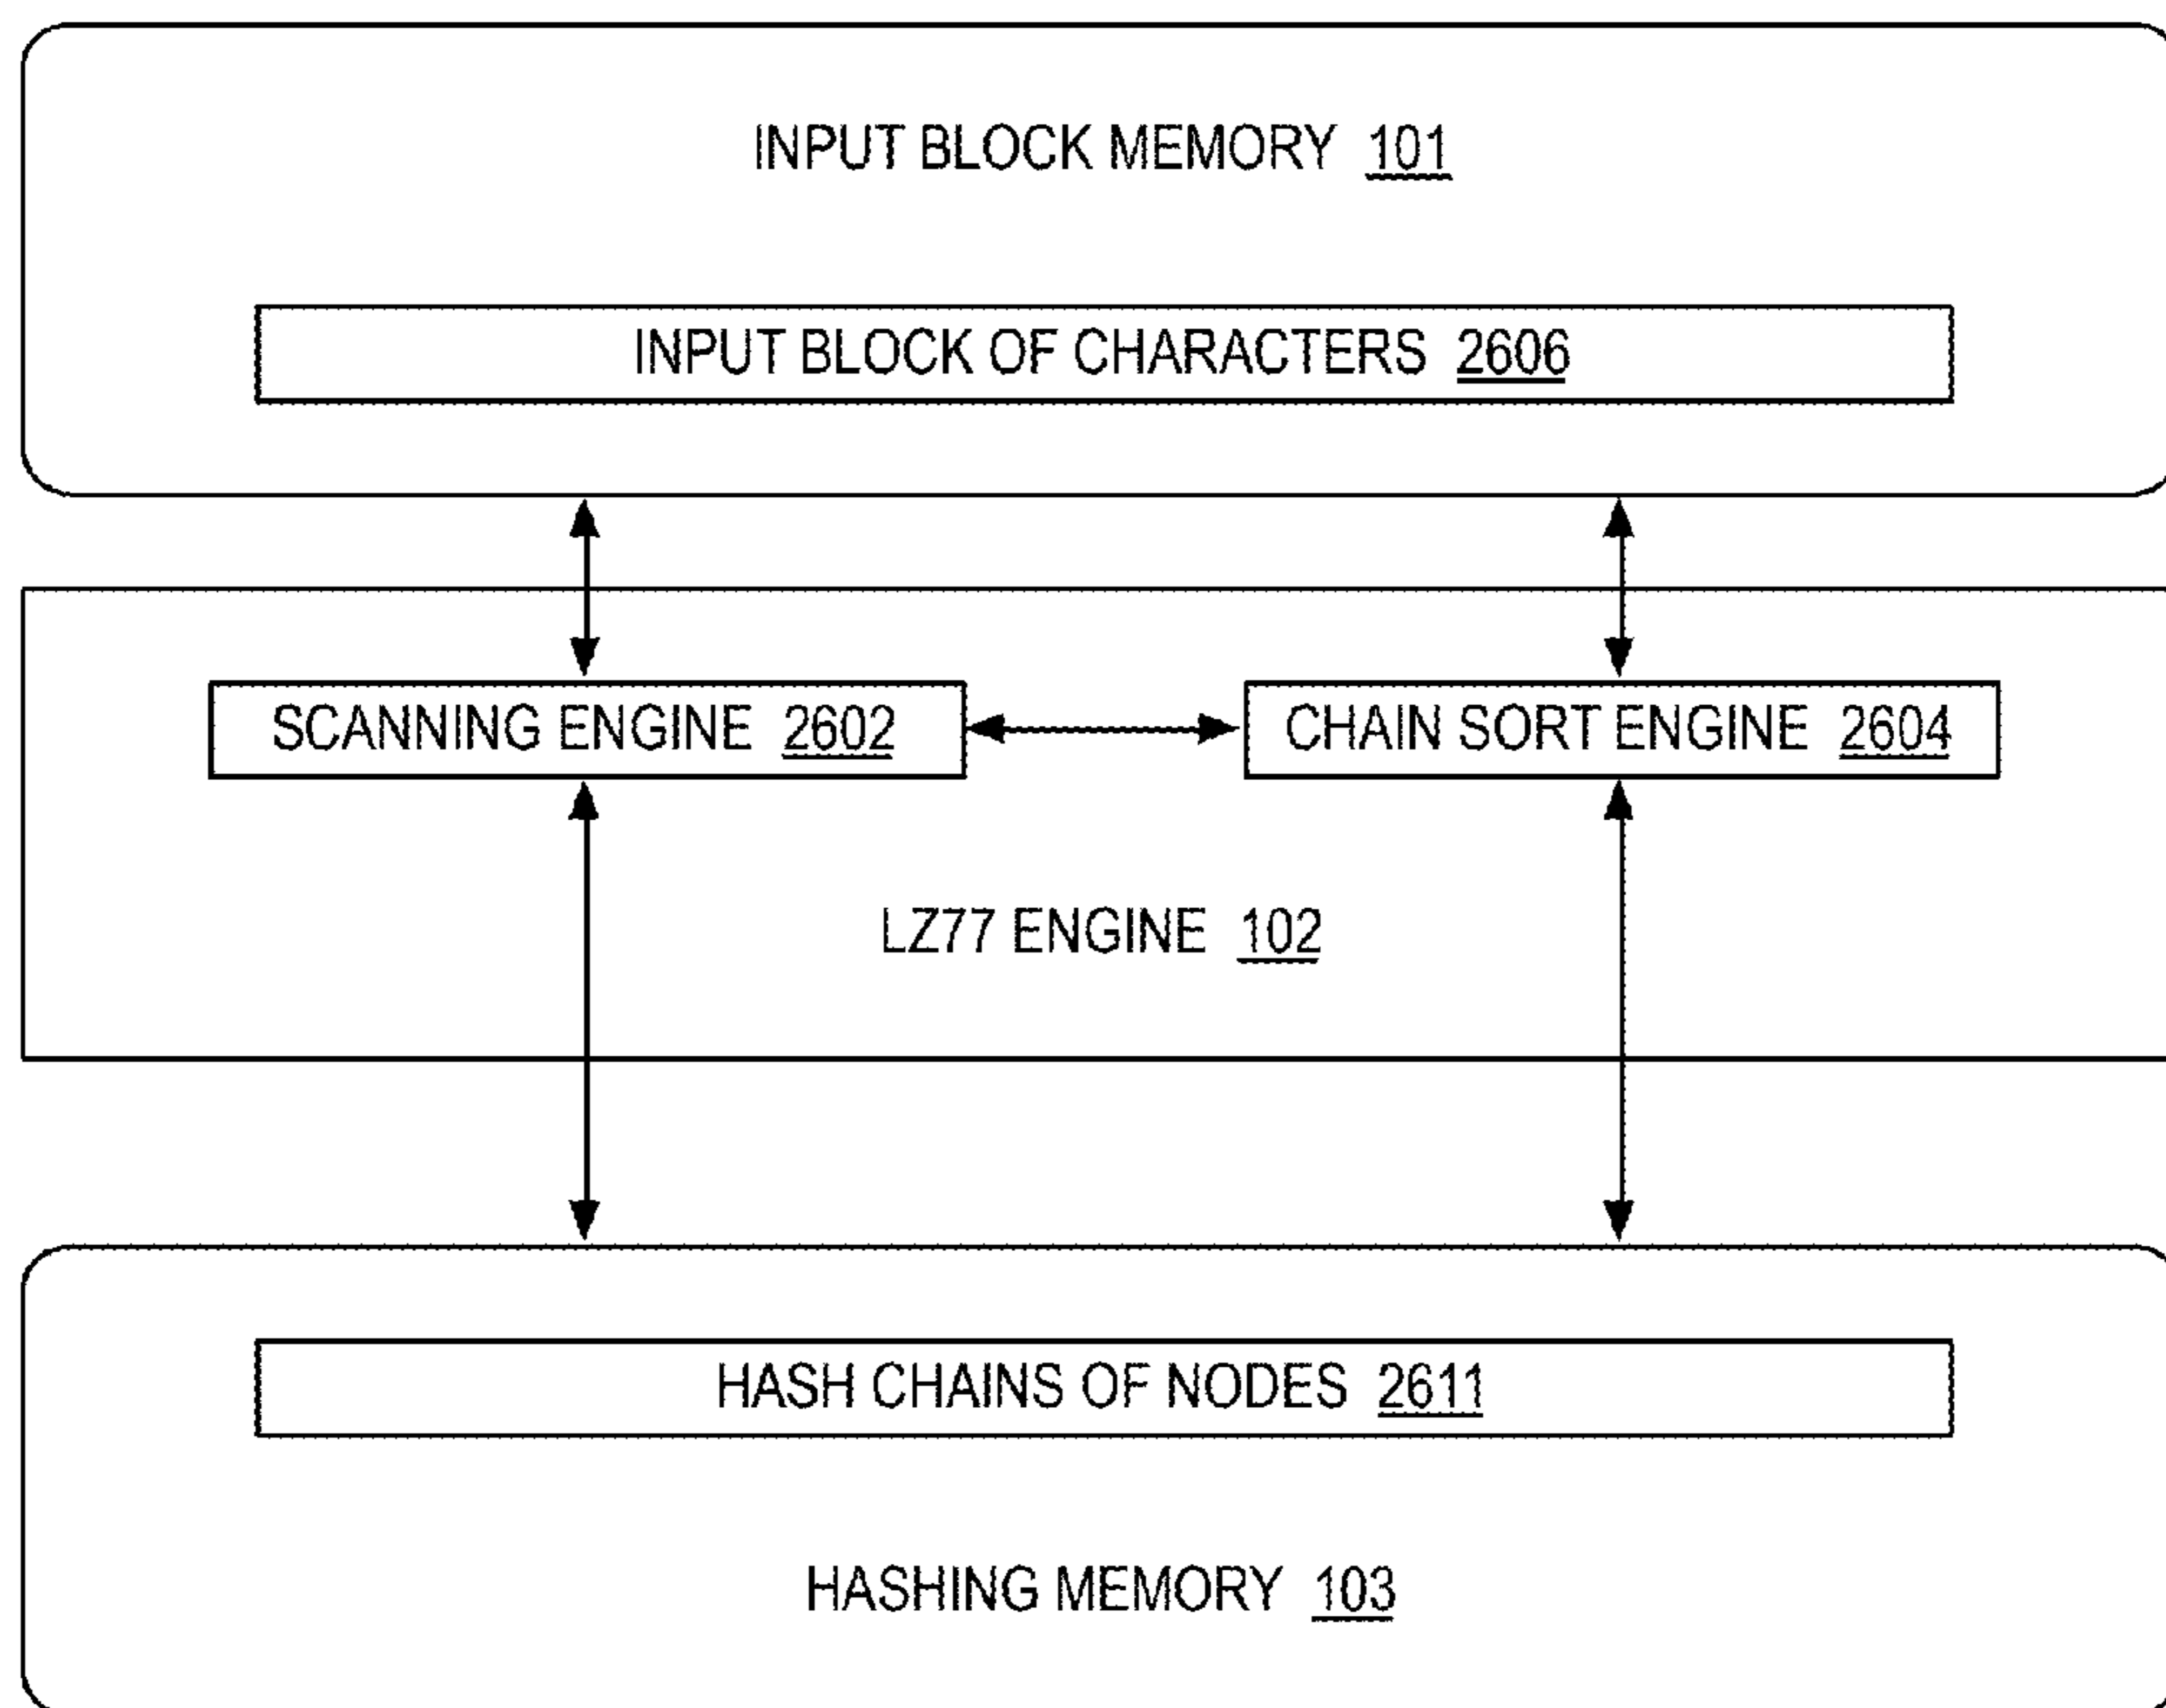 INPUT BLOCK MEMORY 101
INPUT BLOCK OF CHARACTERS 2606
SCANNING ENGINE 2602
CHAIN SORT ENGINE 2604
LZ77 ENGINE 102
HASH CHAINS OF NODES 2611
HASHING MEMORY 103